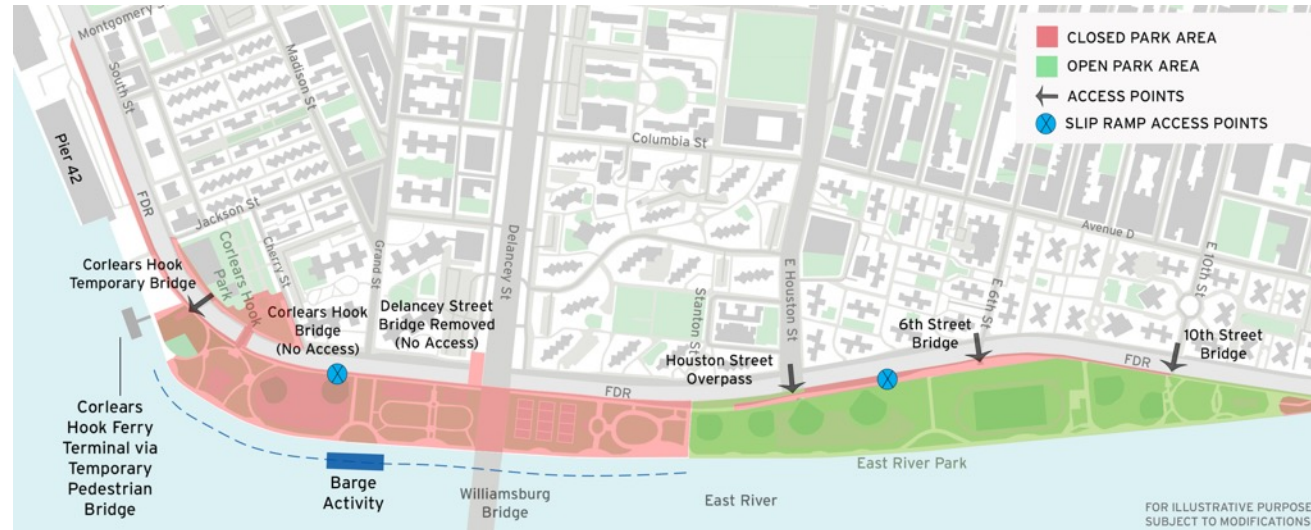 Montgomery S
South St
Madison St
Pier 42
FDR
Jackson St
Corlears Hook
Park
Cherry St
Corlears Hook
Temporary Bridge
Corlears Hook
Bridge
(No Access)
Grand St
Delancey St
Delancey Street
Bridge Removed
(No Access)
Columbia St
Stanton St
E Houston St
Houston Street
Overpass
FDR
E 6th St
6th Street
Bridge
Avenue D
E 10th St
10th Street
Bridge
FDR
CLOSED PARK AREA
OPEN PARK AREA
ACCESS POINTS
SLIP RAMP ACCESS POINTS
Corlears
Hook Ferry
Terminal via
Temporary
Pedestrian
Bridge
Barge
Activity
Williamsburg
Bridge
East River
East River Park
FOR ILLUSTRATIVE PURPOSE
SUBJECT TO MODIFICATIONS